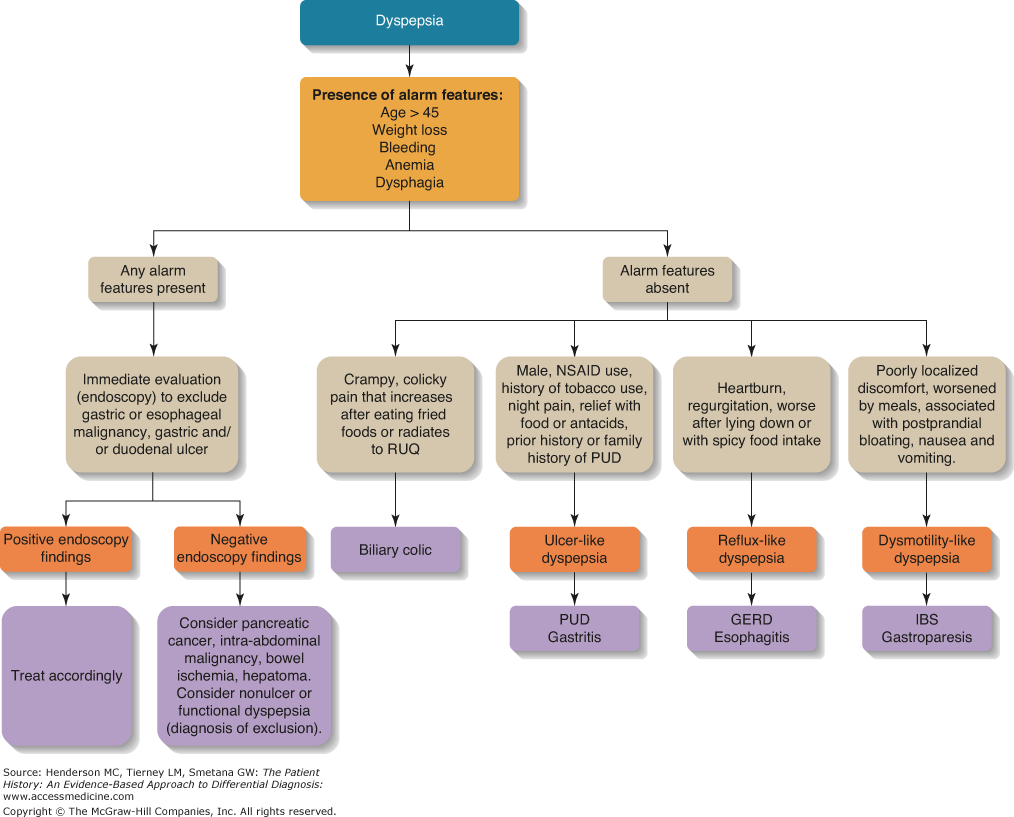 Dyspepsia
Presence of alarm features:
Age > 45
Weight loss
Bleeding
Anemia
Dysphagia
Any alarm
features present
Alarm features
absent
Immediate evaluation
(endoscopy) to exclude
gastric or esophageal
malignancy, gastric and/
or duodenal ulcer
Crampy, colicky
pain that increases
after eating fried
foods or radiates
to RUQ
Male, NSAID use,
history of tobacco use,
night pain, relief with
food or antacids,
prior history or family
history of PUD
Heartburn,
regurgitation, worse
after lying down or
with spicy food intake
Poorly localized
discomfort, worsened
by meals, associated
with postprandial
bloating, nausea and
vomiting.
Positive endoscopy
findings
Negative
endoscopy findings
Biliary colic
Ulcer-like
dyspepsia
Reflux-like
dyspepsia
Dysmotility-like
dyspepsia
Treat accordingly
Consider pancreatic
cancer, intra-abdominal
malignancy, bowel
ischemia, hepatoma.
Consider nonulcer or
functional dyspepsia
(diagnosis of exclusion).
PUD
Gastritis
GERD
Esophagitis
IBS
Gastroparesis
Source: Henderson MC, Tierney LM, Smetana GW: The Patient
History: An Evidence-Based Approach to Differential Diagnosis:
www.accessmedicine.com
Copyright © The McGraw-Hill Companies, Inc. All rights reserved.